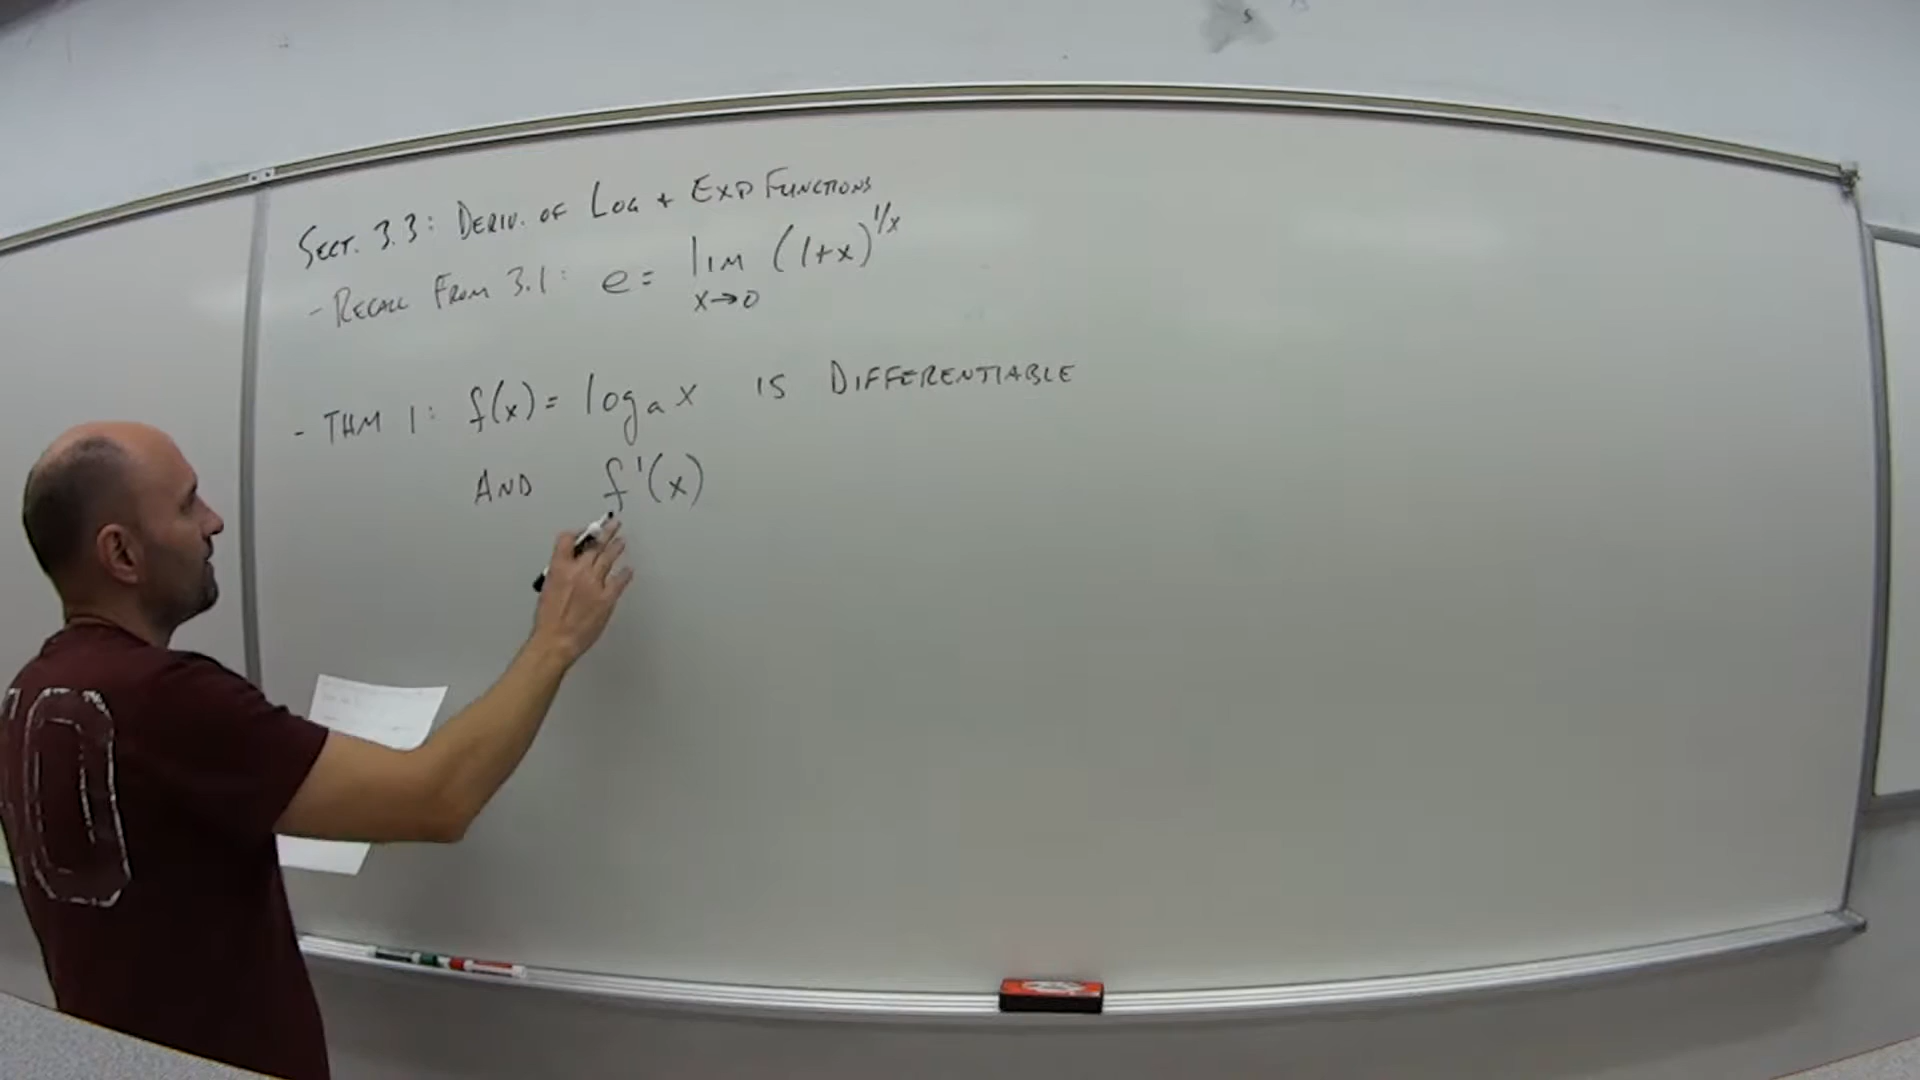 SECT. 3.3: DERIV. OF LOG + EXP FUNCTIONS
- RECALL FROM 3.1: e = lim (1+x)^{1/x}
x→0
- THM 1: f(x) = log_a x IS DIFFERENTIABLE
AND f'(x)